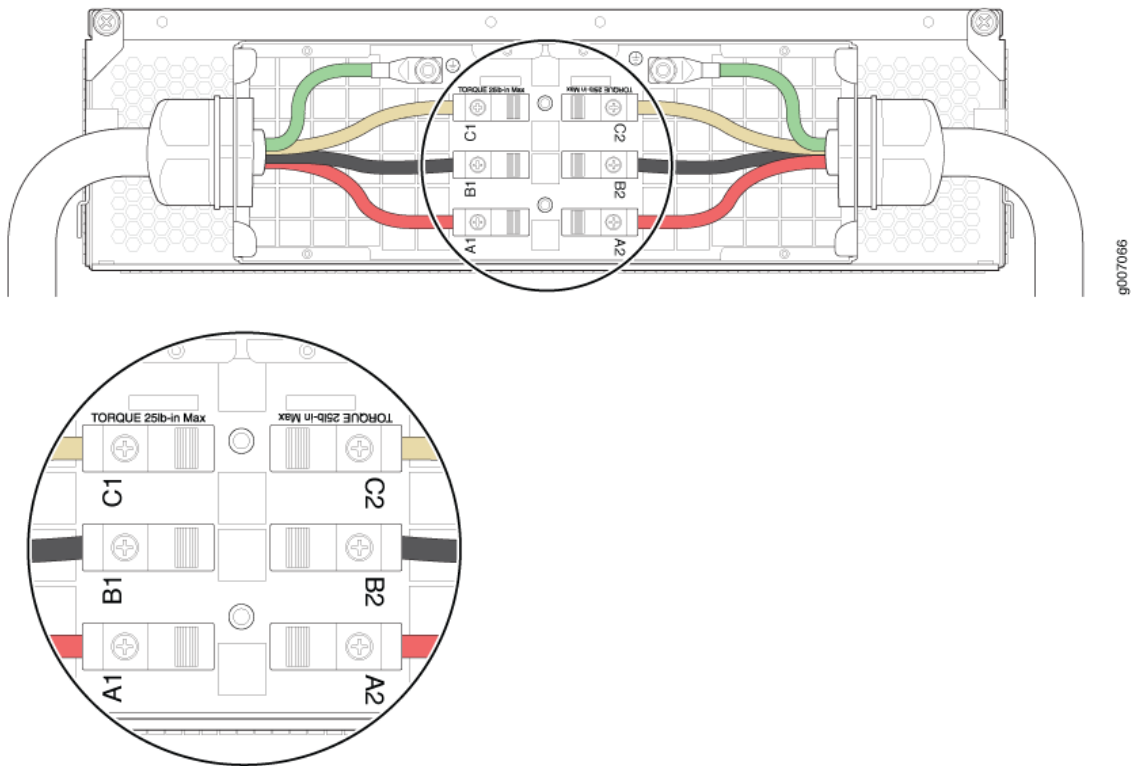 TORQUE 25lb-in Max
TORQUE 25lb-in Max
C1
C2
B1
B2
A1
A2
g007066
TORQUE 25lb-in Max
TORQUE 25lb-in Max
C1
C2
B1
B2
A1
A2